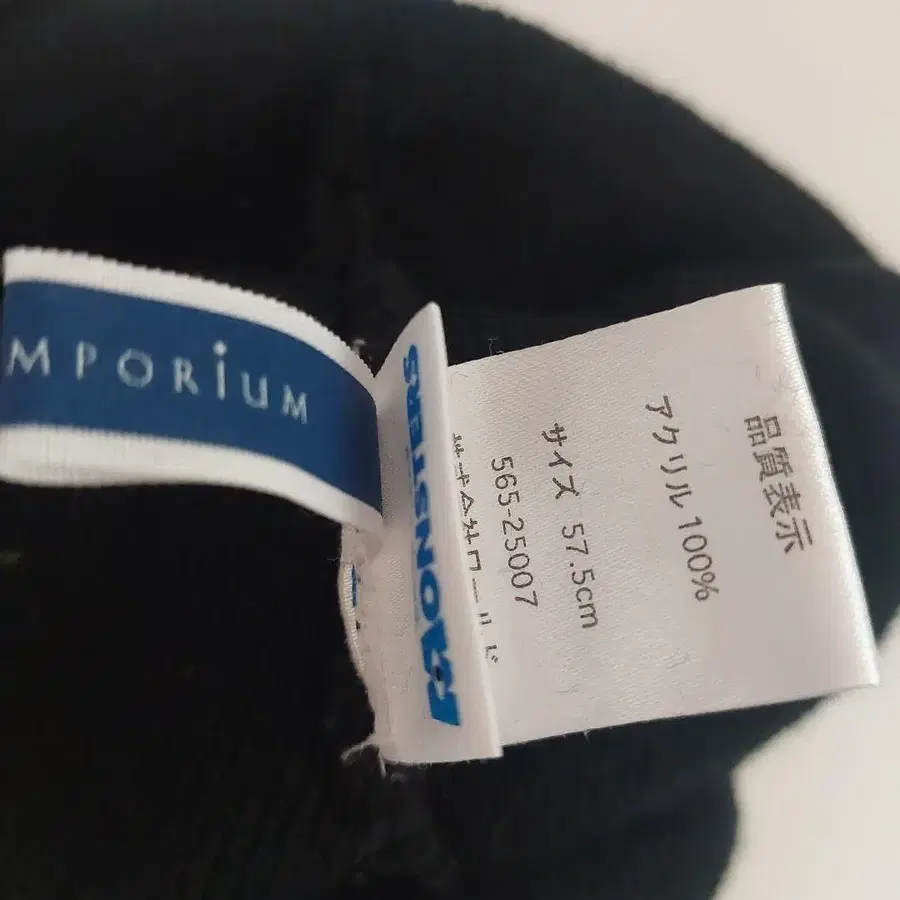 MPORiUM
MONSTERS
品質表示
アクリル100%
サイズ 57.5cm
565-25007